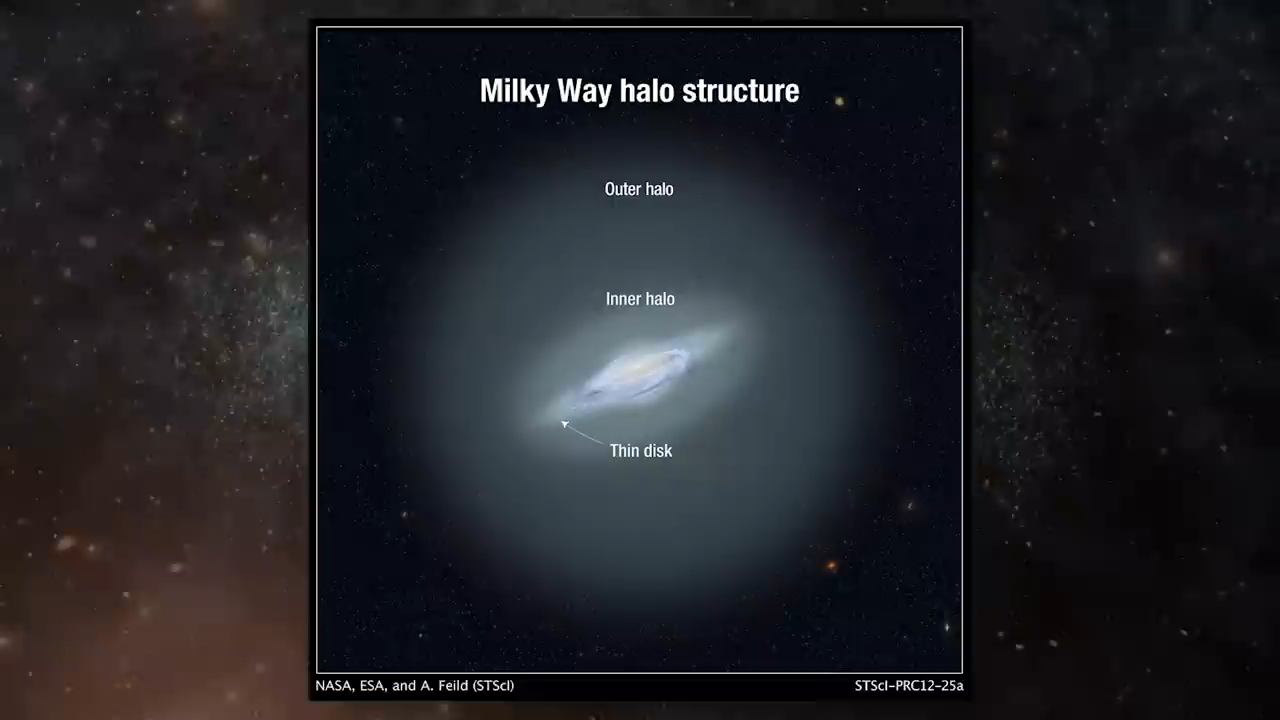 Milky Way halo structure
Outer halo
Inner halo
Thin disk
NASA, ESA, and A. Feild (STScI)
STScI-PRC12-25a